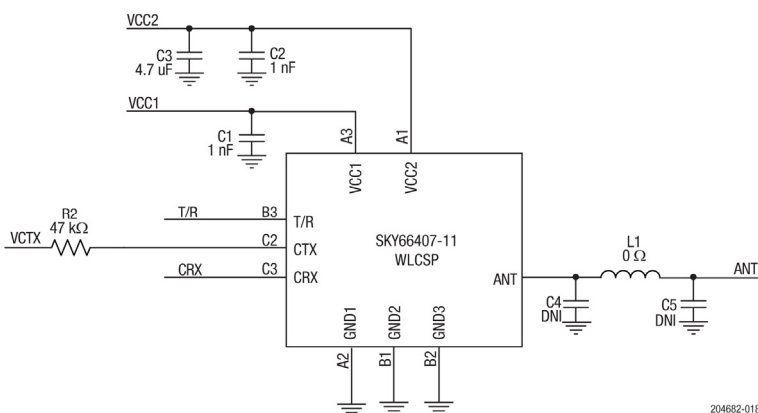 VCC2
C3
4.7 uF
C2
1 nF
VCC1
C1
1 nF
A3
A1
VCC1
VCC2
R2
47 kΩ
VCTX
T/R
B3
T/R
C2
CTX
CRX
C3
CRX
SKY66407-11
WLCSP
ANT
L1
0 Ω
ANT
C4
DNI
C5
DNI
GND1
GND2
GND3
A2
B1
B2
204682-018